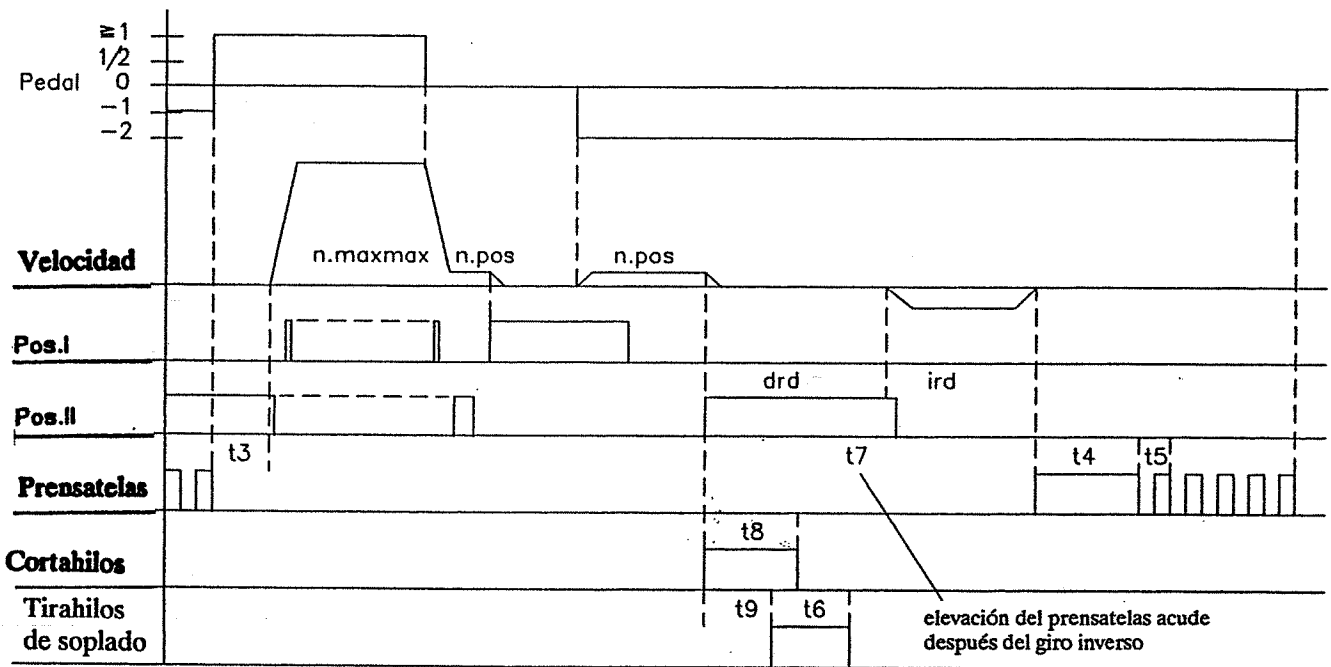 ≥1
1/2
Pedal 0
−1
−2
Velocidad
n.maxmax n.pos n.pos
Pos.I
drd ird
Pos.II
t3 t7 t4 t5
Prensatelas
t8
Cortahilos
Tirahilos
de soplado
t9 t6
elevación del prensatelas acude
después del giro inverso